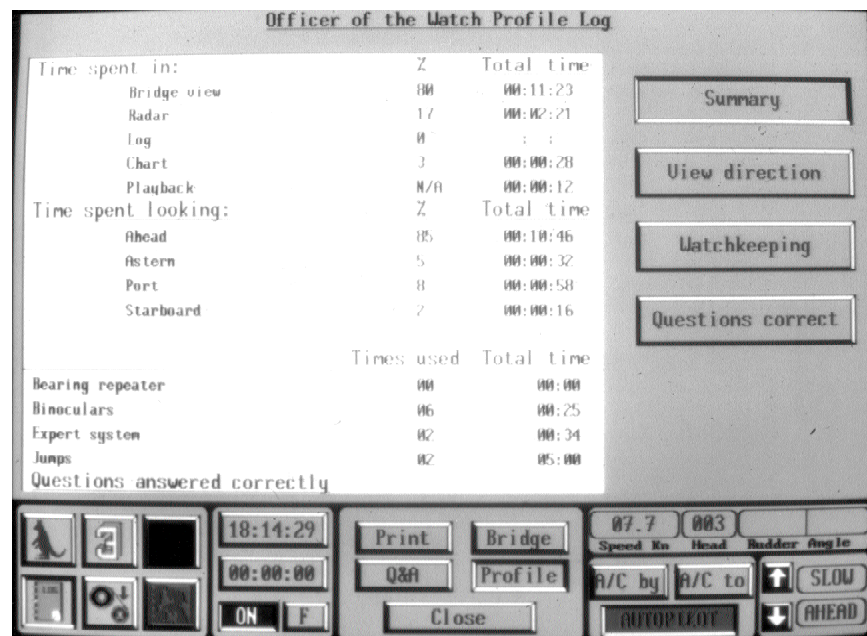 Officer of the Watch Profile Log
Time spent in: % Total time
Bridge view 80 00:11:23
Radar 17 00:02:21
Log 0 : :
Chart 3 00:00:28
Playback N/A 00:00:12
Time spent looking: % Total time
Ahead 85 00:10:46
Astern 5 00:00:32
Port 8 00:00:58
Starboard 2 00:00:16
Times used Total time
Bearing repeater 00 00:00
Binoculars 06 00:25
Expert system 02 00:34
Jumps 02 05:00
Questions answered correctly
Summary
View direction
Watchkeeping
Questions correct
18:14:29
00:00:00
ON F
Print Bridge
Q&A Profile
Close
07.7 003
Speed Kn Head Rudder Angle
A/C by A/C to SLOW
AUTOPILOT AHEAD
LOG